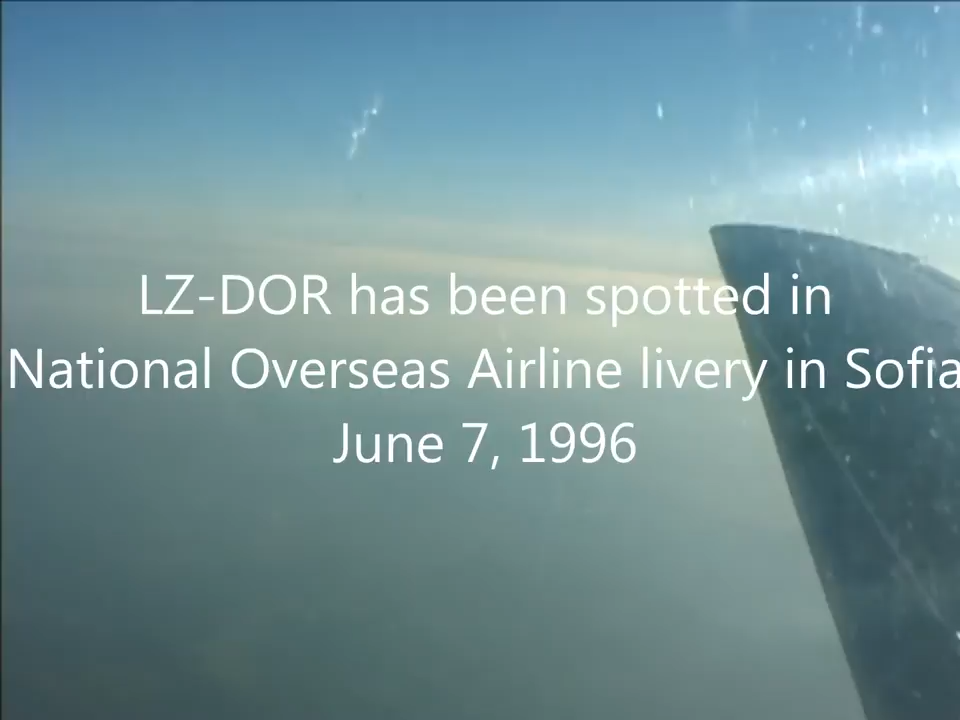 LZ-DOR has been spotted in
National Overseas Airline livery in Sofia
June 7, 1996